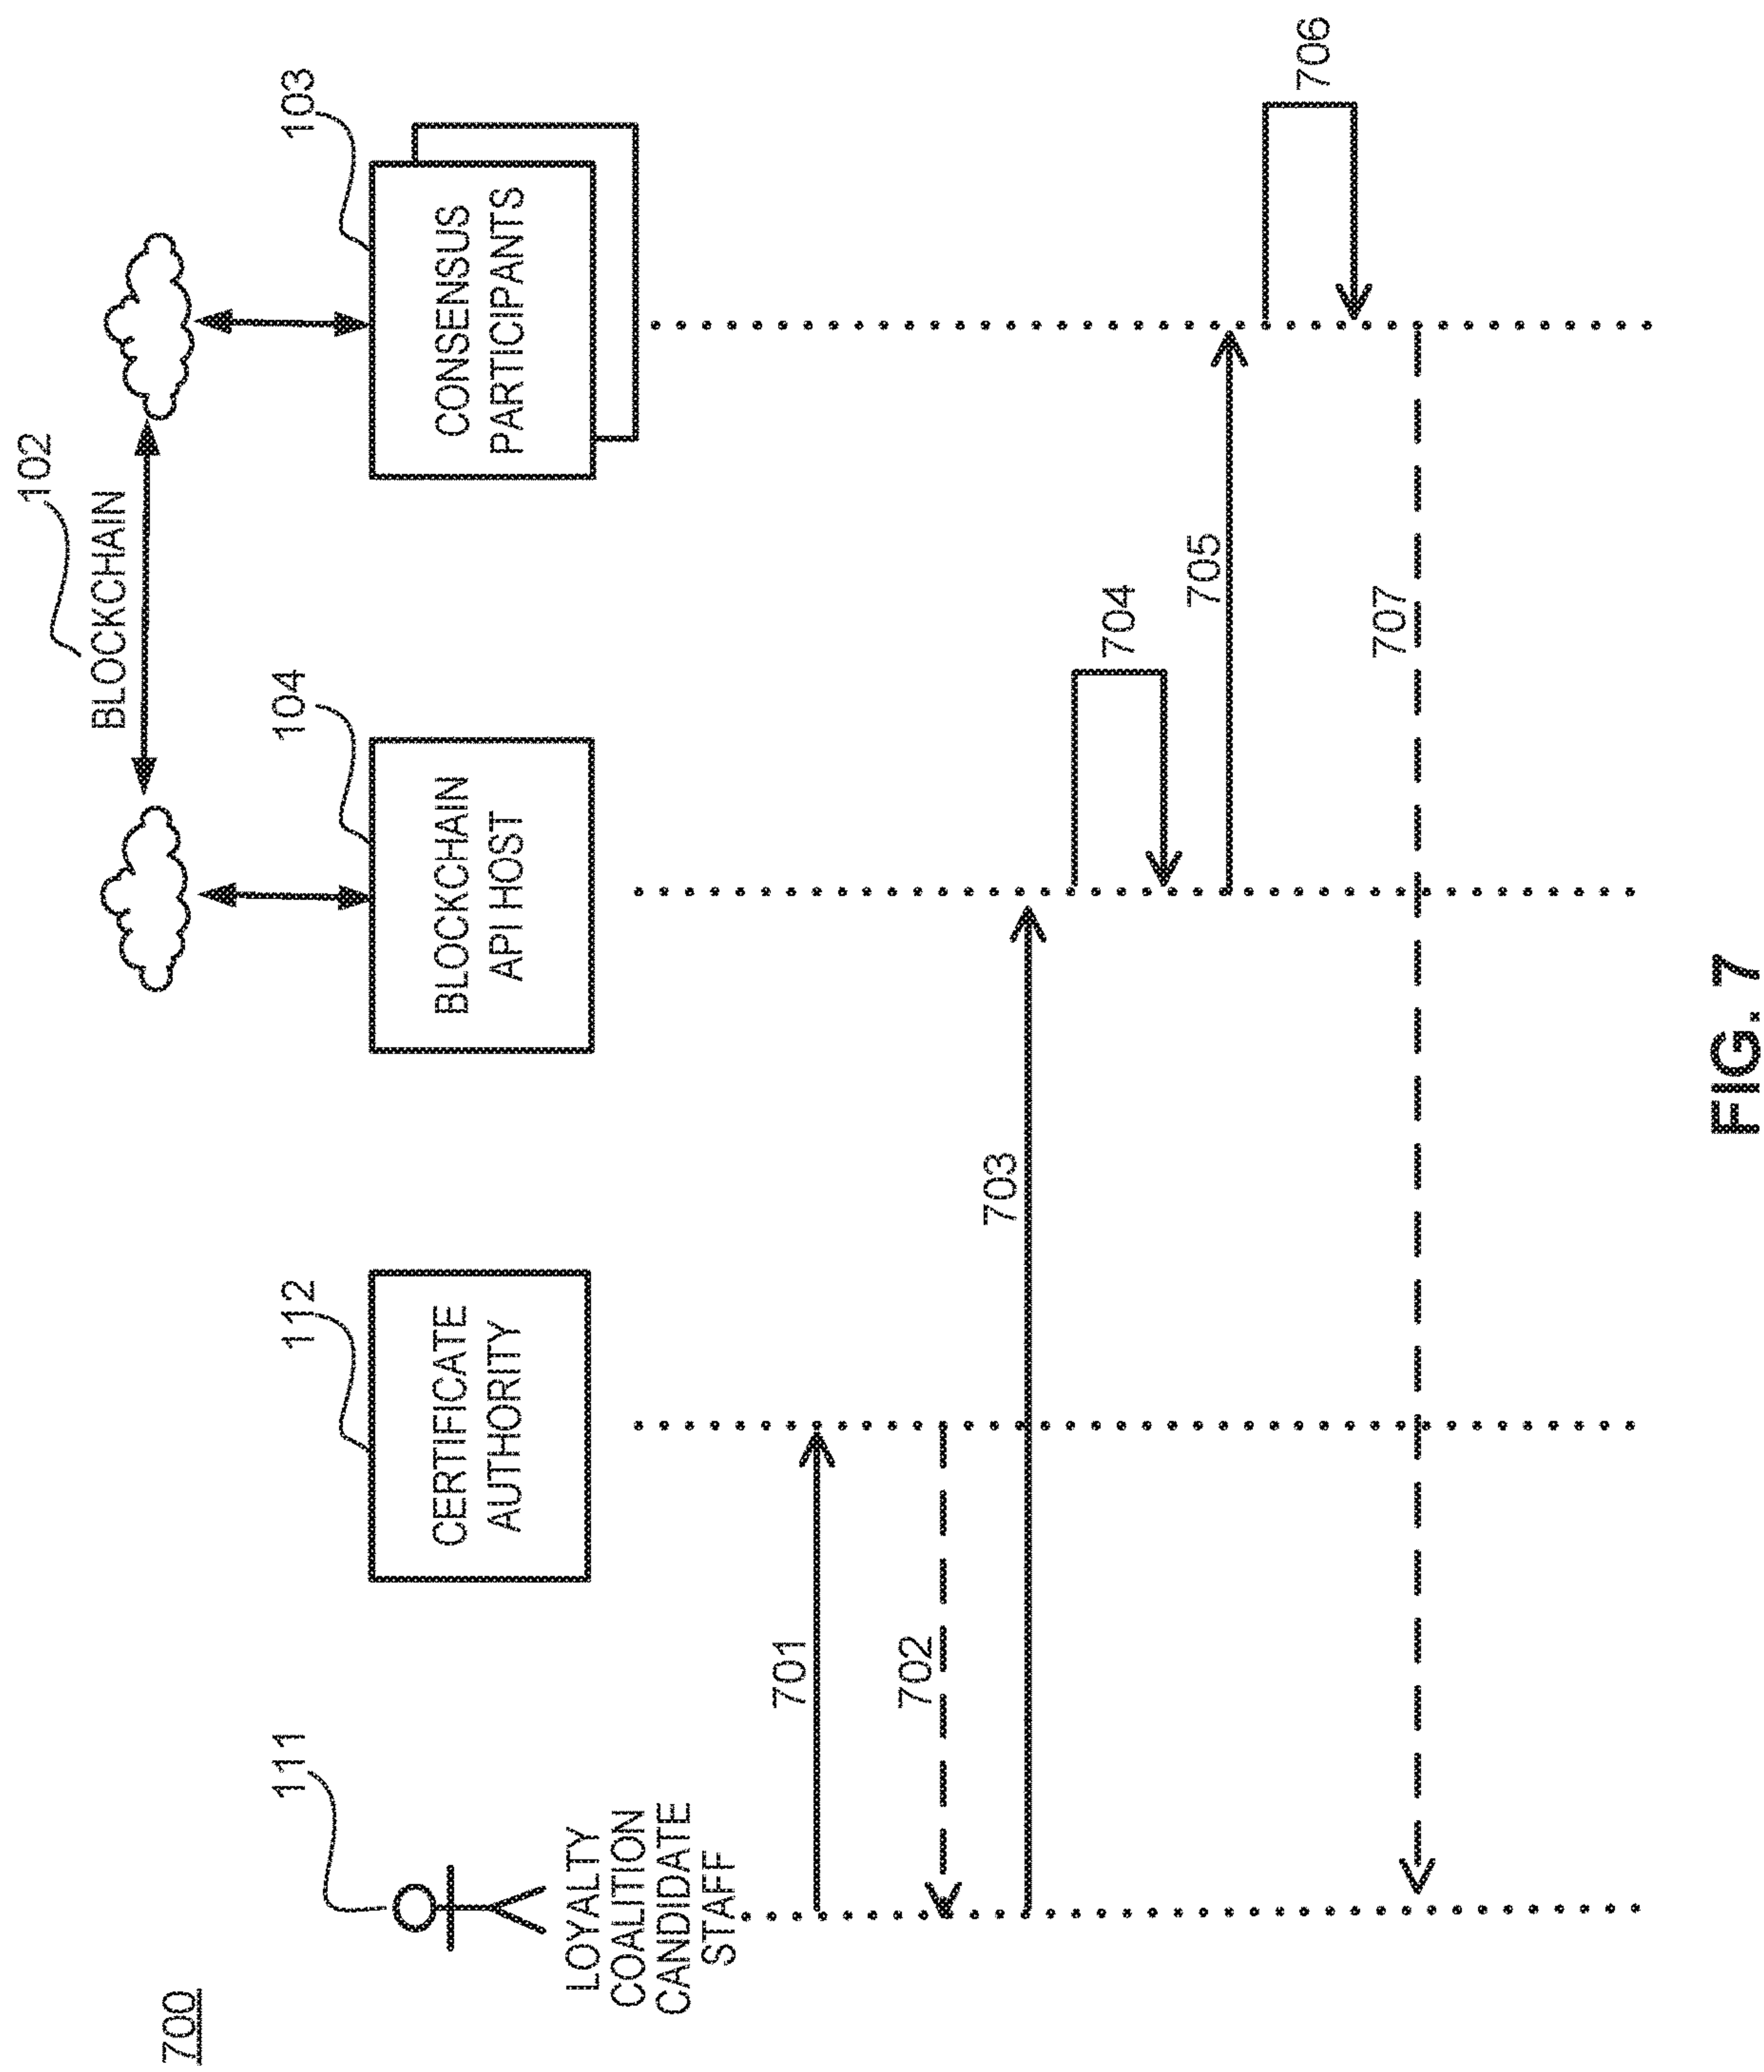 700
102
BLOCKCHAIN
111
112
104
103
LOYALTY
COALITION
CANDIDATE
STAFF
CERTIFICATE
AUTHORITY
BLOCKCHAIN
API HOST
CONSENSUS
PARTICIPANTS
701
702
703
704
705
706
707
FIG. 7